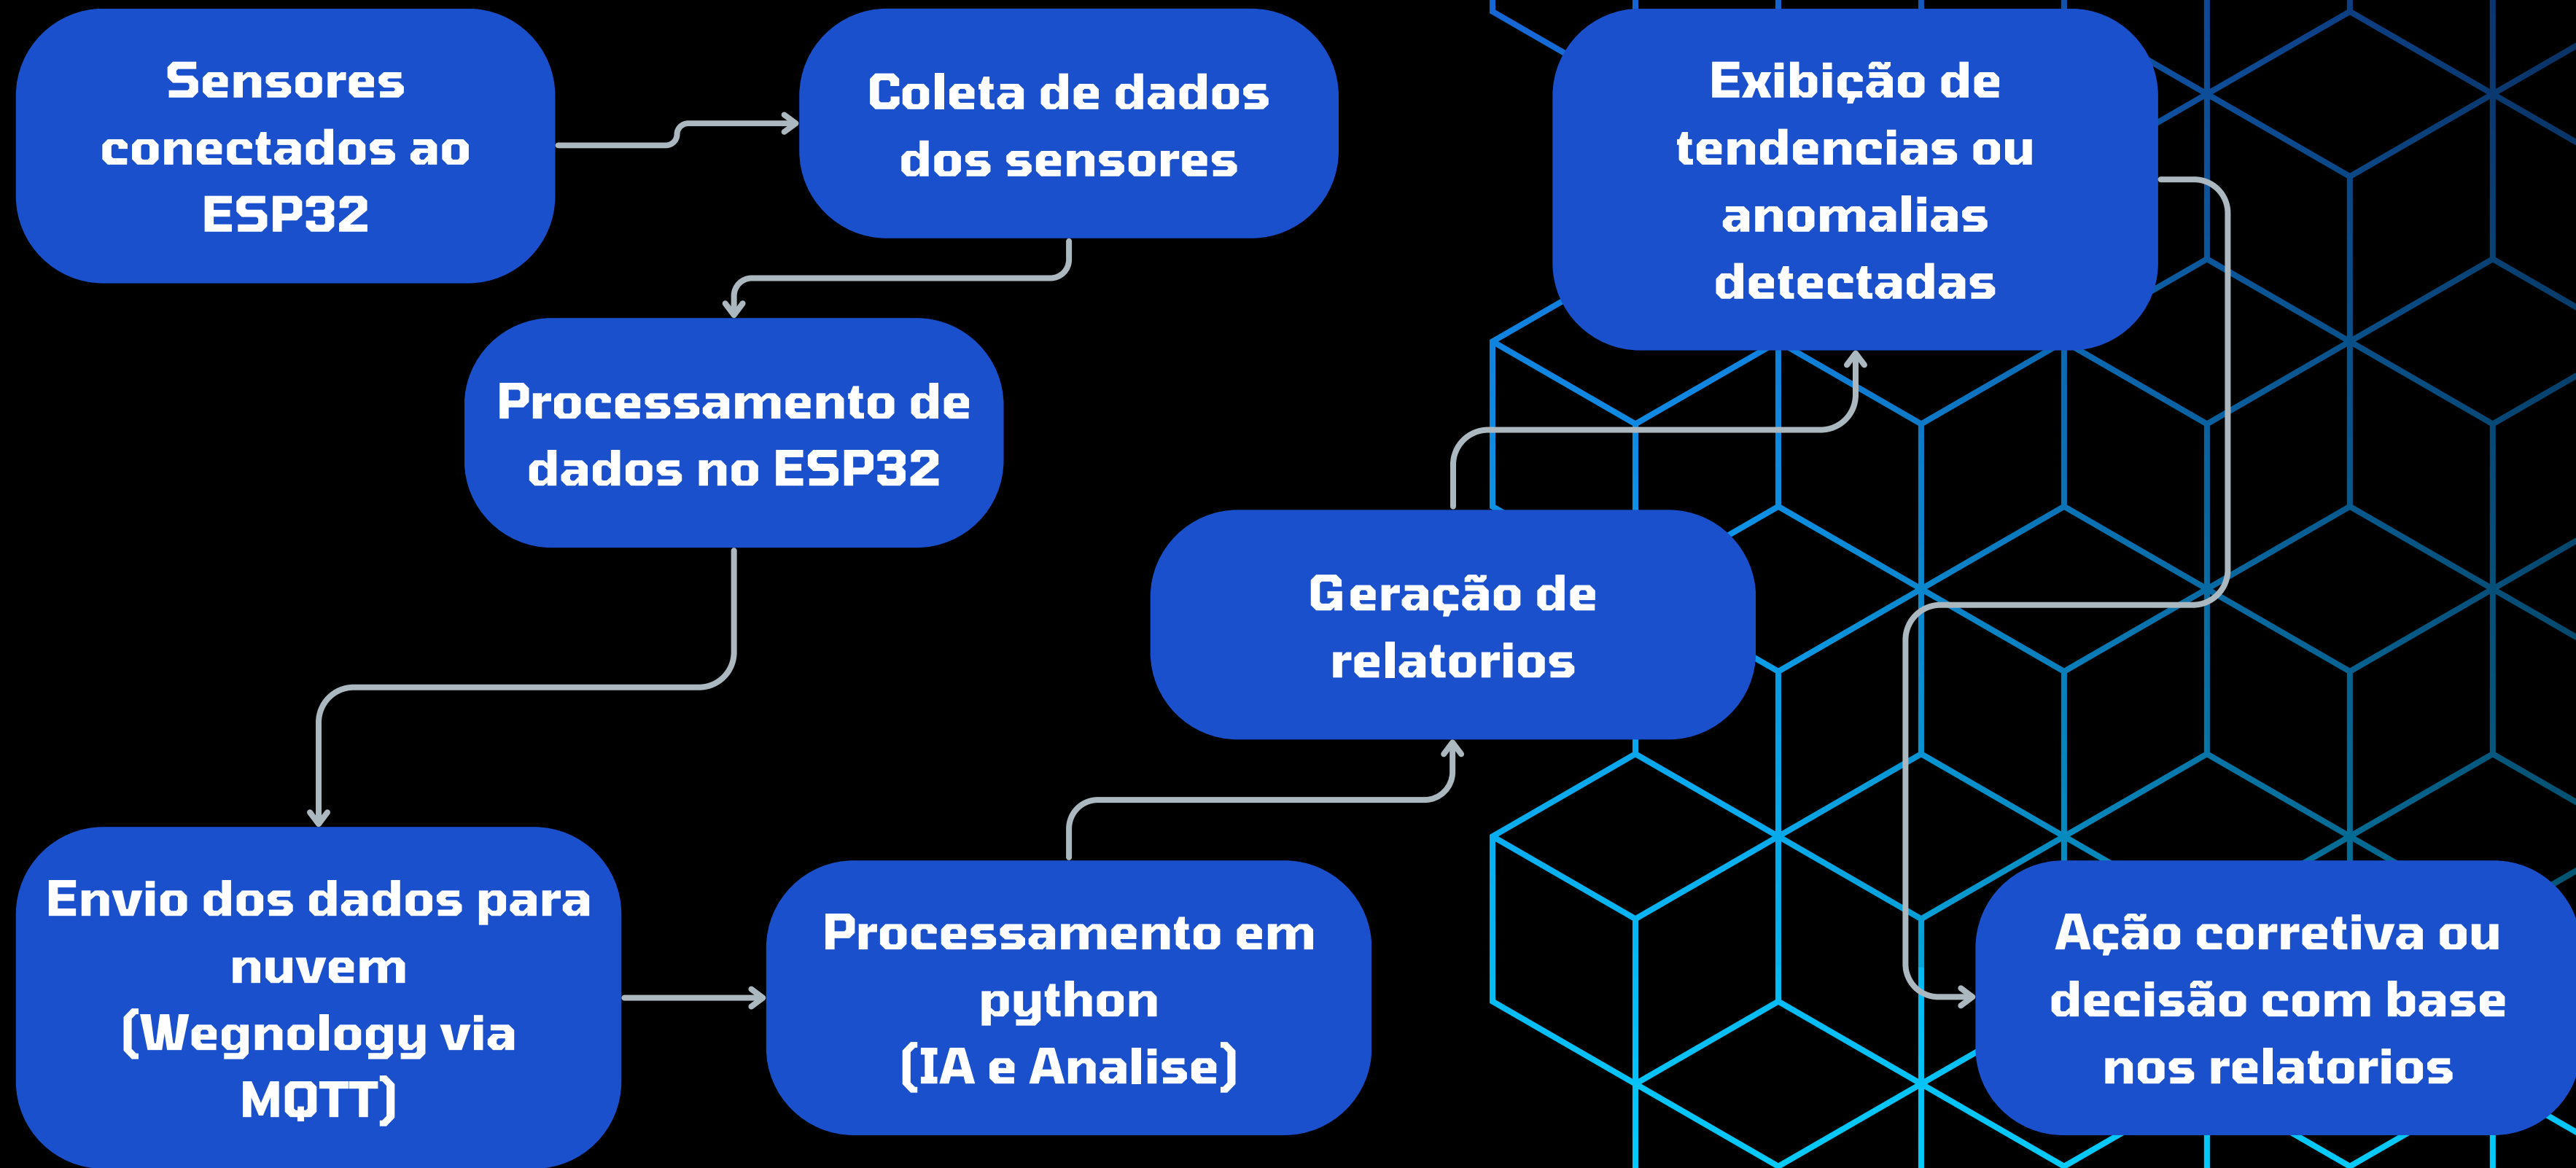 Sensores
conectados ao
ESP32
Coleta de dados
dos sensores
Processamento de
dados no ESP32
Envio dos dados para
nuvem
(Wegnology via
MQTT)
Processamento em
python
(IA e Analise)
Geração de
relatorios
Exibição de
tendencias ou
anomalias
detectadas
Ação corretiva ou
decisão com base
nos relatorios